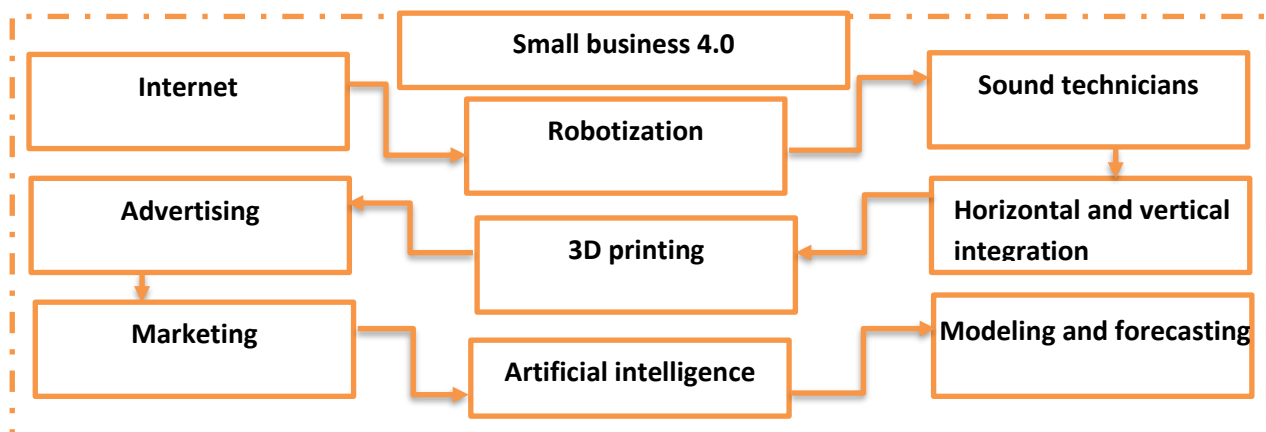 Small business 4.0
Internet
Robotization
Sound technicians
Horizontal and vertical
integration
3D printing
Advertising
Marketing
Artificial intelligence
Modeling and forecasting